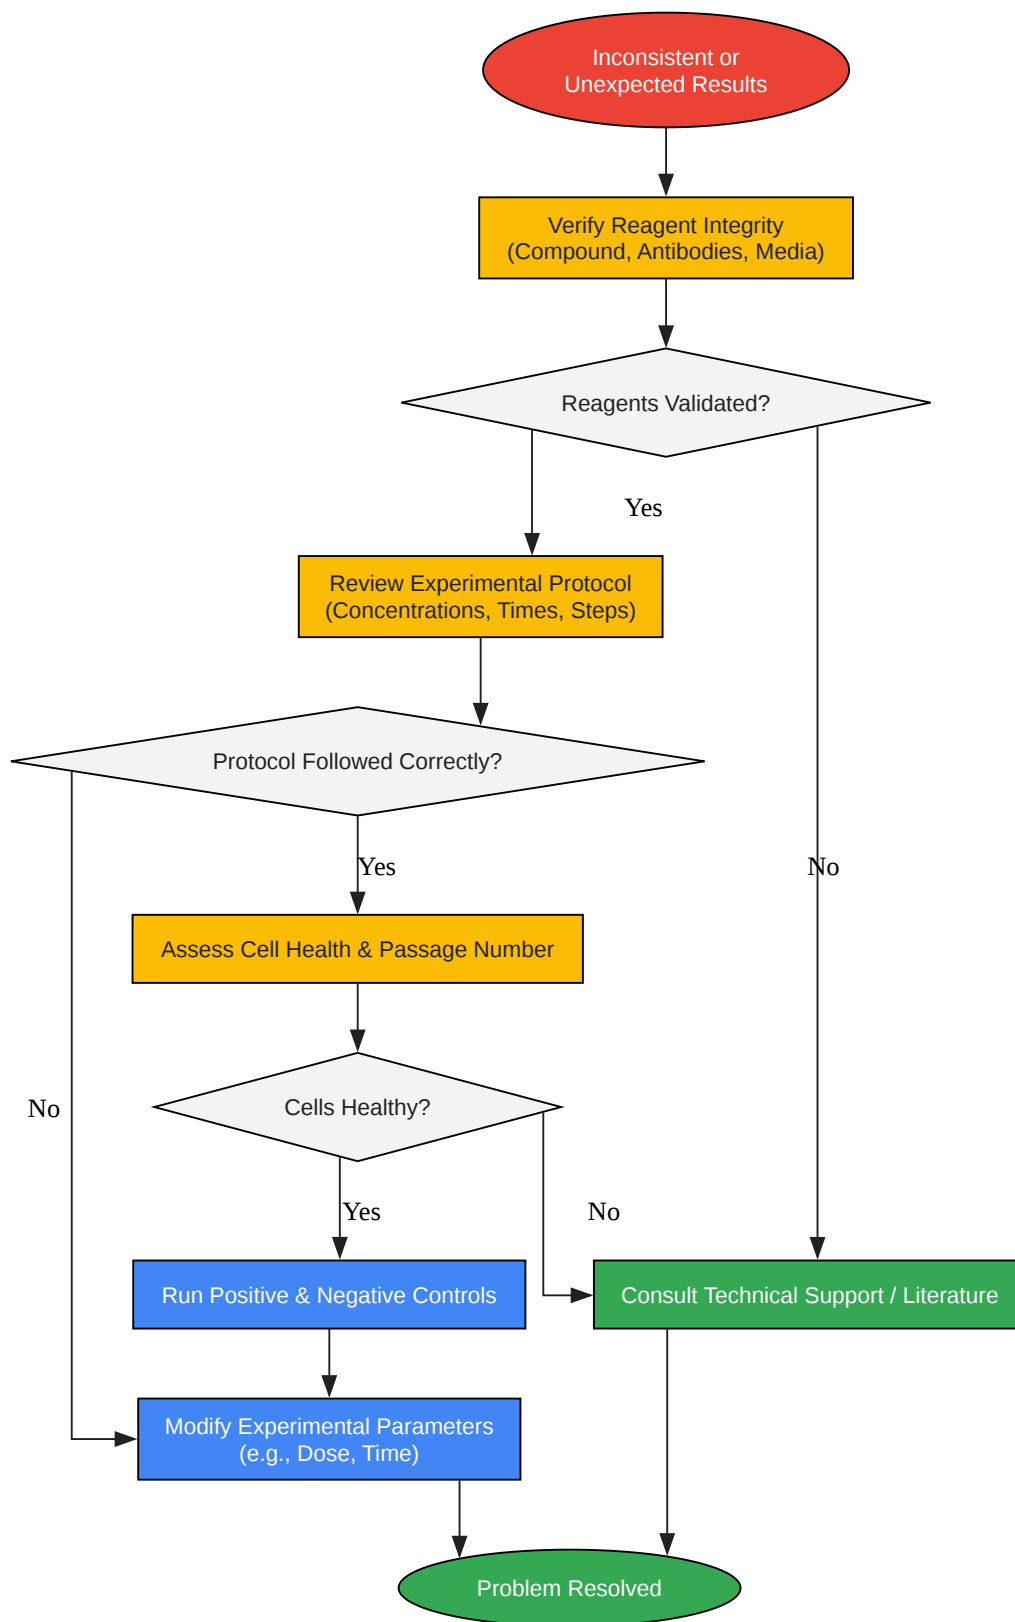 Inconsistent or
Unexpected Results
Verify Reagent Integrity
(Compound, Antibodies, Media)
Reagents Validated?
Yes
Review Experimental Protocol
(Concentrations, Times, Steps)
Protocol Followed Correctly?
Yes
No
Assess Cell Health & Passage Number
Cells Healthy?
No
Yes
No
Run Positive & Negative Controls
Consult Technical Support / Literature
Modify Experimental Parameters
(e.g., Dose, Time)
Problem Resolved